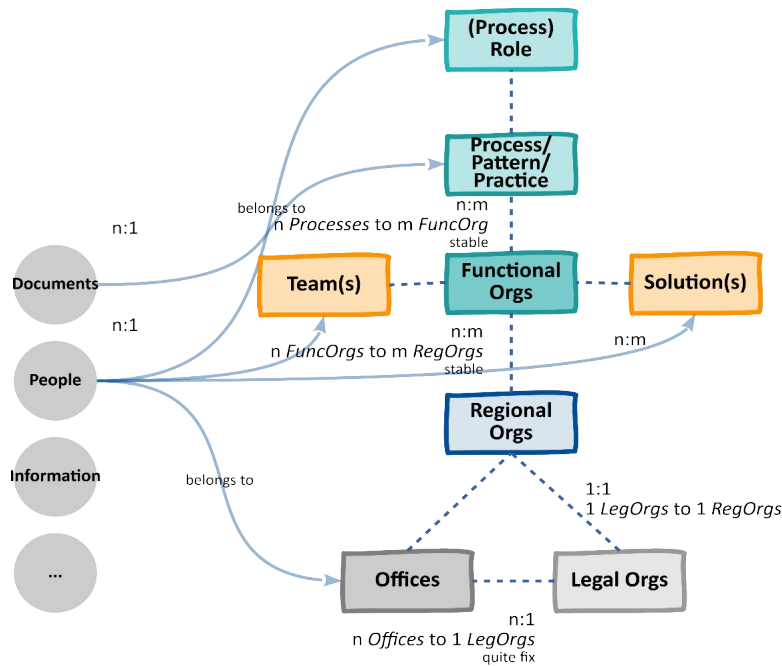 (Process)
Role
Process/
Pattern/
Practice
n:m
belongs to
n Processes to m FuncOrg
stable
n:1
Documents
Team(s)
Functional
Orgs
Solution(s)
n:1
n:m
n FuncOrgs to m RegOrgs
stable
n:m
People
Regional
Orgs
Information
belongs to
1:1
1 LegOrgs to 1 RegOrgs
...
Offices
Legal Orgs
n:1
n Offices to 1 LegOrgs
quite fix